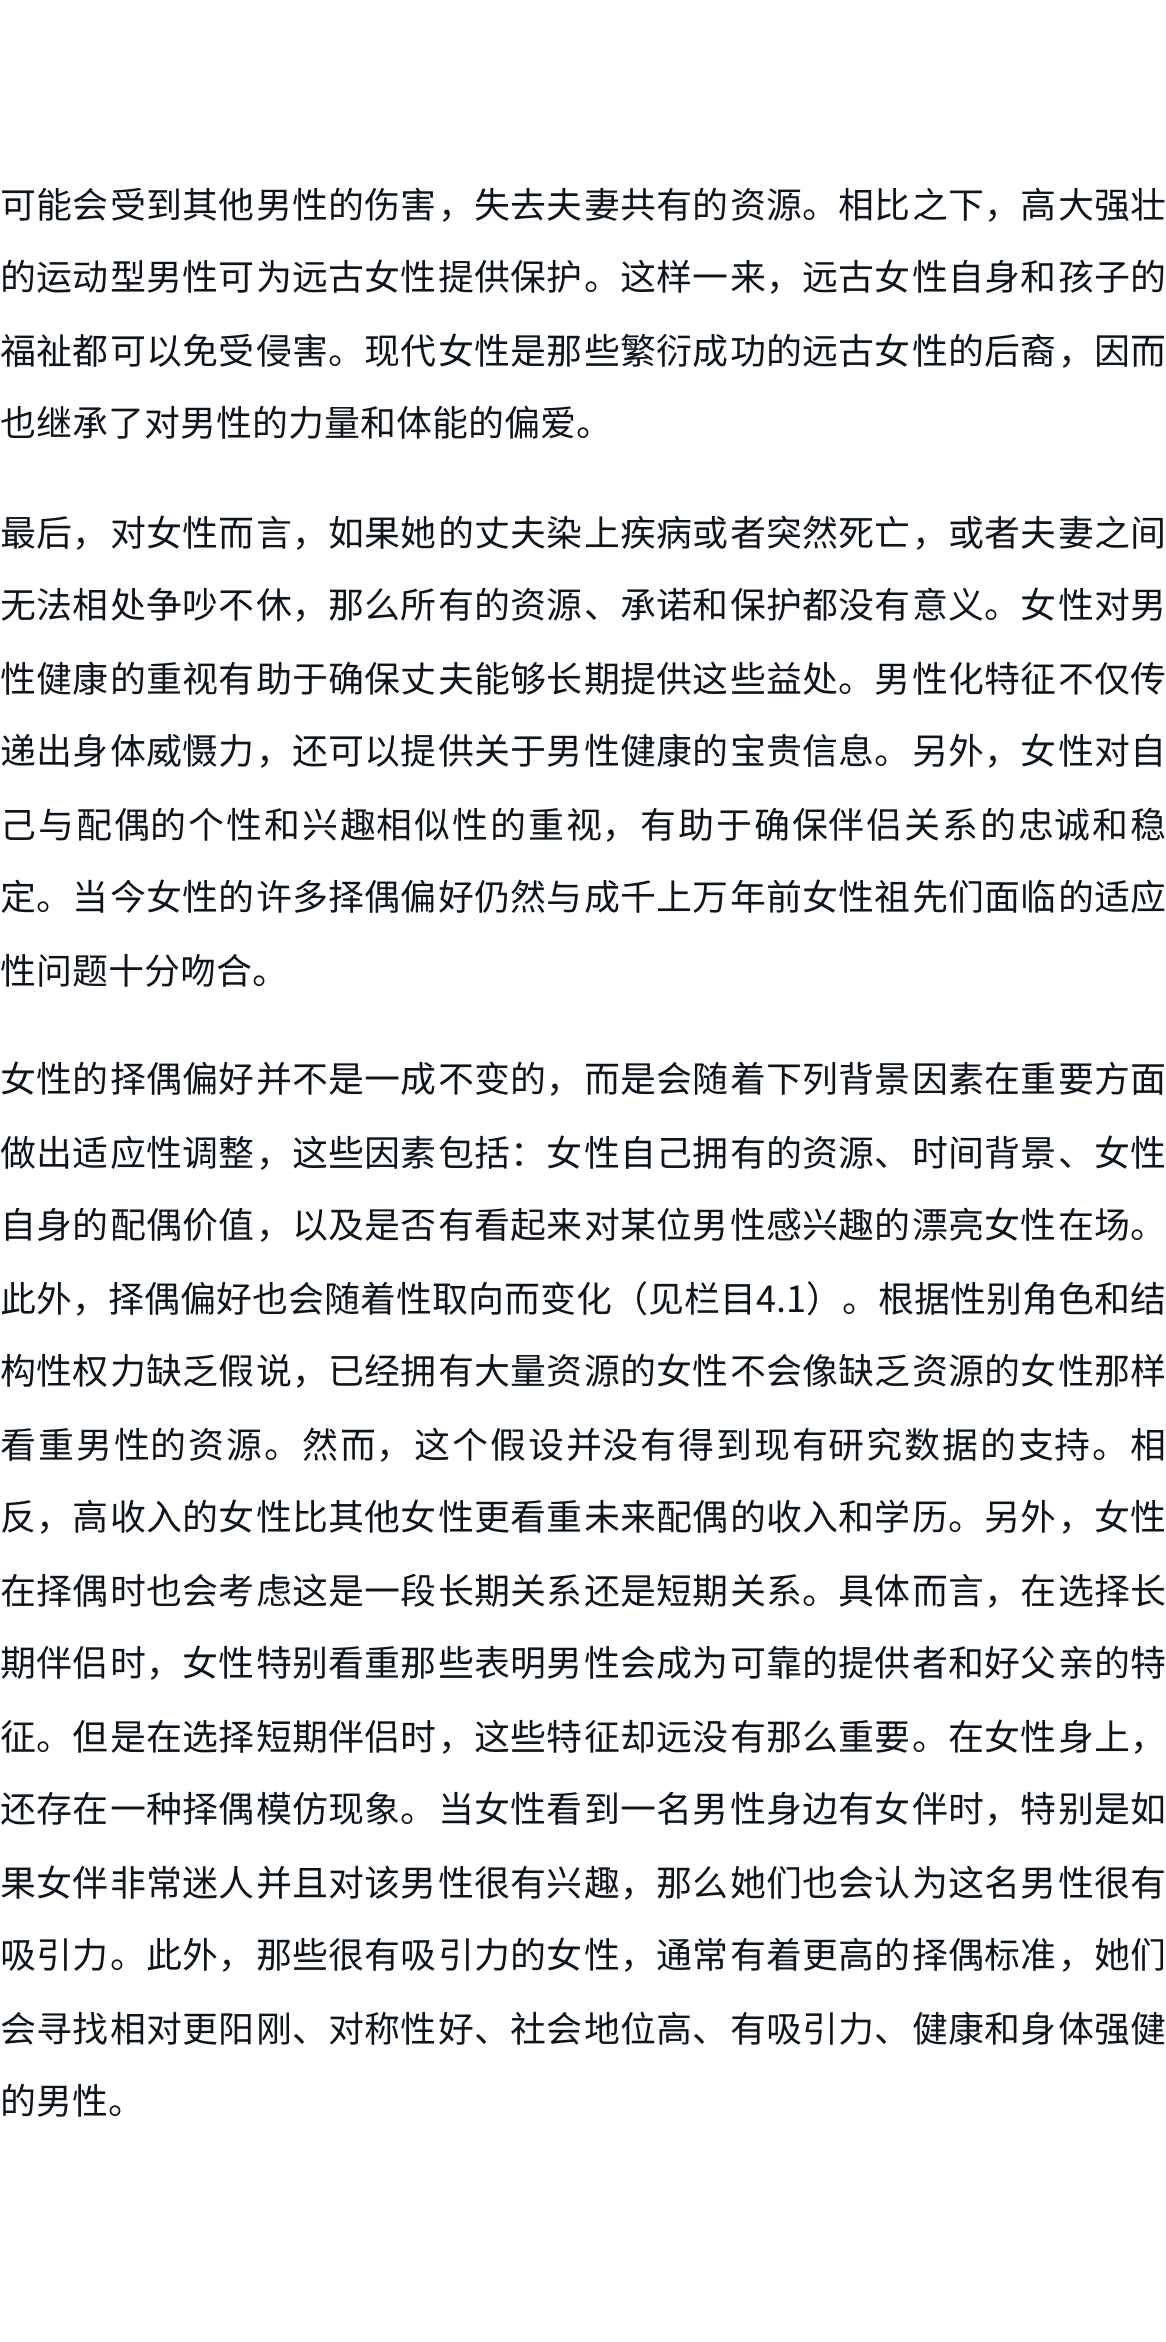 可能会受到其他男性的伤害，失去夫妻共有的资源。相比之下，高大强壮
的运动型男性可为远古女性提供保护。这样一来，远古女性自身和孩子的
福祉都可以免受侵害。现代女性是那些繁衍成功的远古女性的后裔，因而
也继承了对男性的力量和体能的偏爱。
最后，对女性而言，如果她的丈夫染上疾病或者突然死亡，或者夫妻之间
无法相处争吵不休，那么所有的资源、承诺和保护都没有意义。女性对男
性健康的重视有助于确保丈夫能够长期提供这些益处。男性化特征不仅传
递出身体威慑力，还可以提供关于男性健康的宝贵信息。另外，女性对自
己与配偶的个性和兴趣相似性的重视，有助于确保伴侣关系的忠诚和稳
定。当今女性的许多择偶偏好仍然与成千上万年前女性祖先们面临的适应
性问题十分吻合。
女性的择偶偏好并不是一成不变的，而是会随着下列背景因素在重要方面
做出适应性调整，这些因素包括：女性自己拥有的资源、时间背景、女性
自身的配偶价值，以及是否有看起来对某位男性感兴趣的漂亮女性在场。
此外，择偶偏好也会随着性取向而变化（见栏目4.1）。根据性别角色和结
构性权力缺乏假说，已经拥有大量资源的女性不会像缺乏资源的女性那样
看重男性的资源。然而，这个假设并没有得到现有研究数据的支持。相
反，高收入的女性比其他女性更看重未来配偶的收入和学历。另外，女性
在择偶时也会考虑这是一段长期关系还是短期关系。具体而言，在选择长
期伴侣时，女性特别看重那些表明男性会成为可靠的提供者和好父亲的特
征。但是在选择短期伴侣时，这些特征却远没有那么重要。在女性身上，
还存在一种择偶模仿现象。当女性看到一名男性身边有女伴时，特别是如
果女伴非常迷人并且对该男性很有兴趣，那么她们也会认为这名男性很有
吸引力。此外，那些很有吸引力的女性，通常有着更高的择偶标准，她们
会寻找相对更阳刚、对称性好、社会地位高、有吸引力、健康和身体强健
的男性。